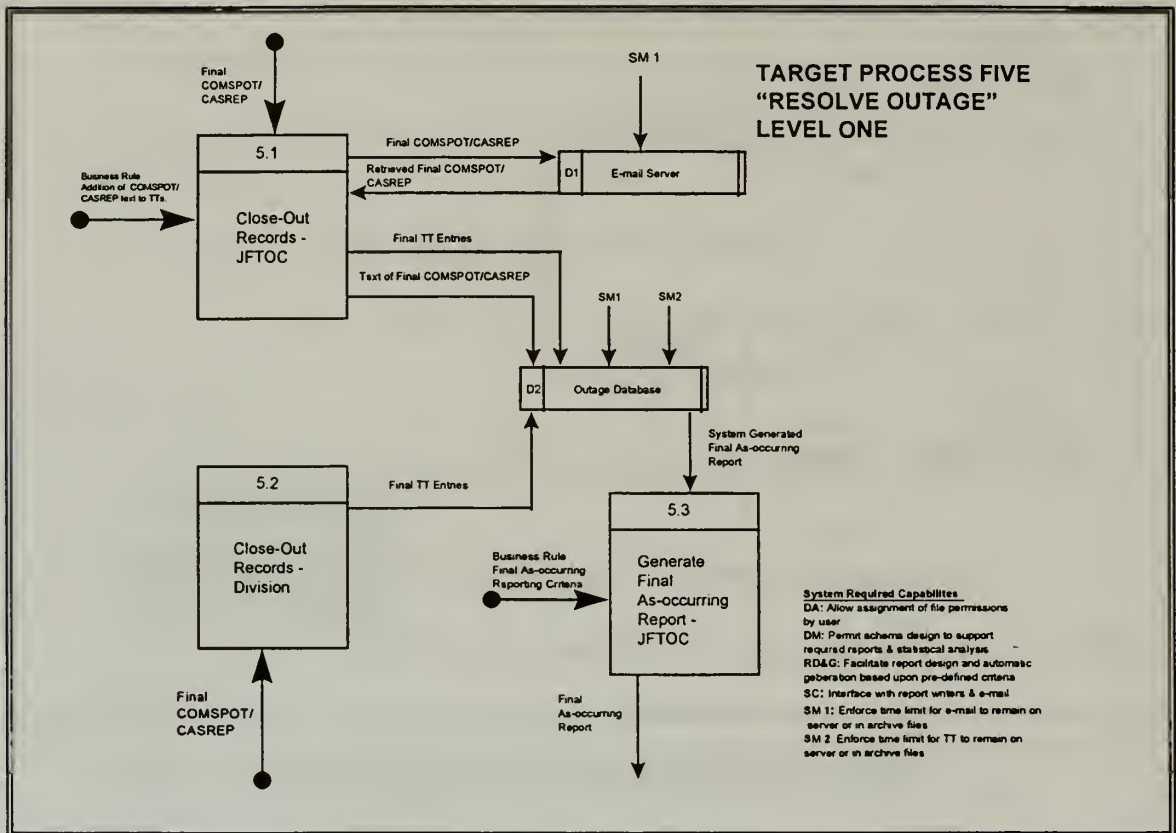 TARGET PROCESS FIVE
“RESOLVE OUTAGE”
LEVEL ONE
Final
COMSPOT/
CASREP
SM 1
5.1
Final COMSPOT/CASREP
D1
E-mail Server
Retrieved Final COMSPOT/
CASREP
Business Rule
Addition of COMSPOT/
CASREP text to TTs.
Close-Out
Records -
JFTOC
Final TT Entries
Text of Final COMSPOT/CASREP
SM1
SM2
D2
Outage Database
System Generated
Final As-occurring
Report
5.2
Final TT Entries
Close-Out
Records -
Division
5.3
Business Rule
Final As-occurring
Reporting Criteria
Generate
Final
As-occurring
Report -
JFTOC
Final
COMSPOT/
CASREP
Final
As-occurring
Report
System Required Capabilites
DA: Allow assignment of file permissions
by user
DM: Permit schema design to support
required reports & statistical analysis
RD&G: Facilitate report design and automatic
geberation based upon pre-defined criteria
SC: Interface with report writers & e-mail
SM 1: Enforce time limit for e-mail to remain on
server or in archive files
SM 2 Enforce time limit for TT to remain on
server or in archive files